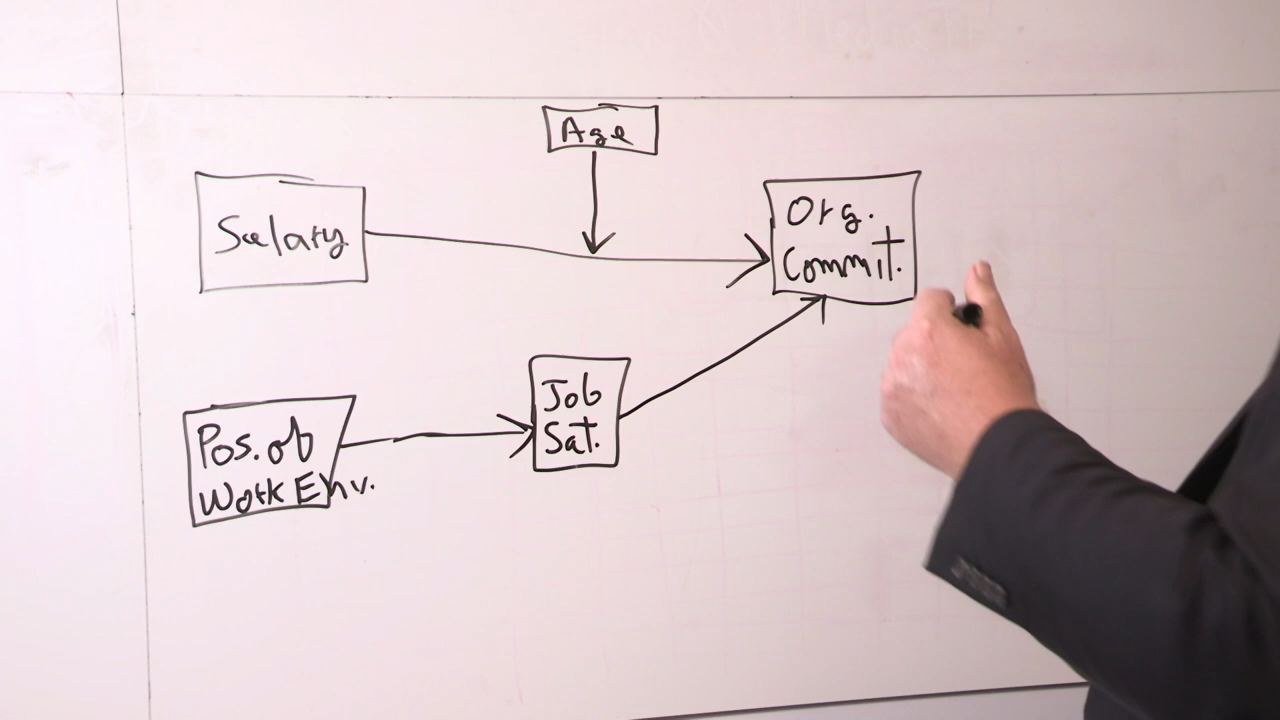 Age
Salary
Org.
Commit.
Job
Sat.
Pos. of
Work Env.